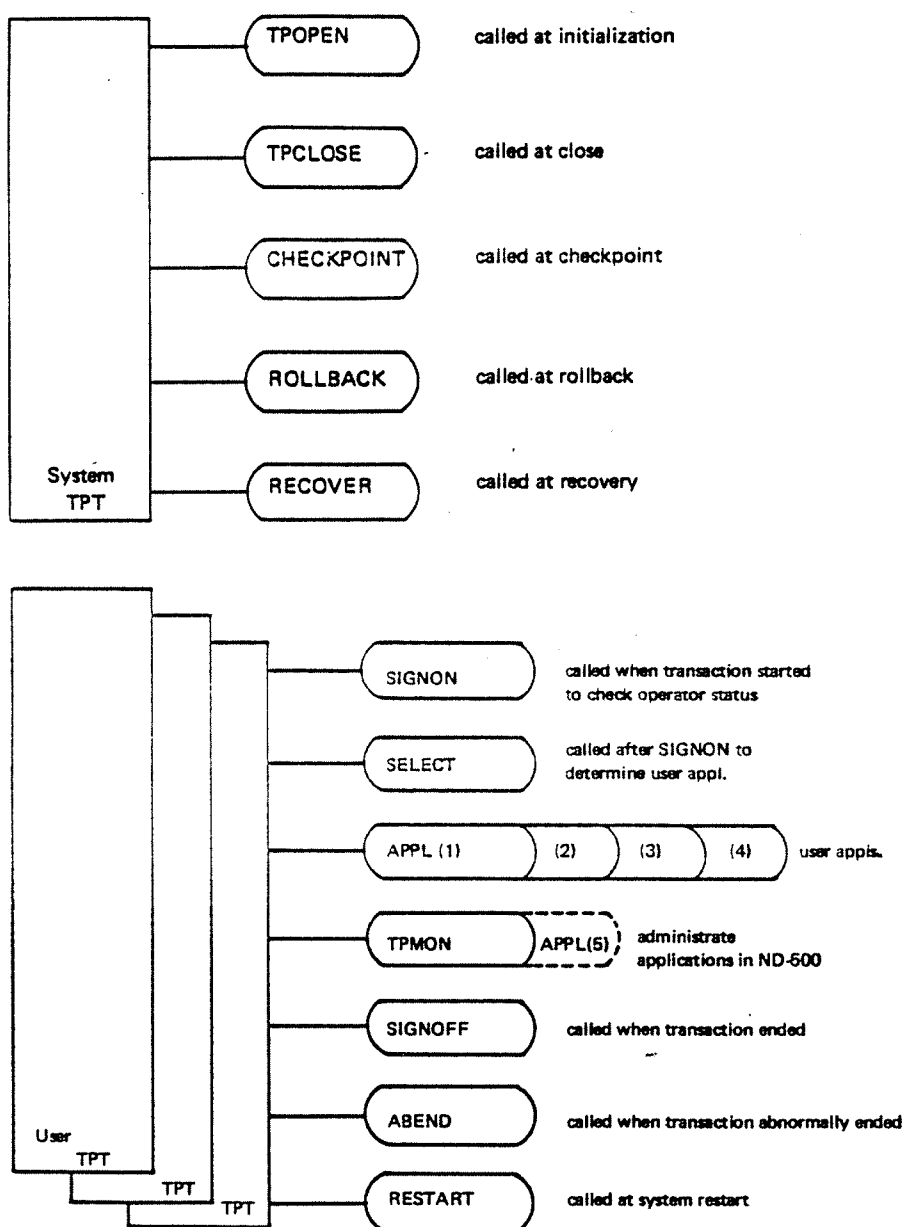 TPOPEN called at initialization
TPCLOSE called at close
CHECKPOINT called at checkpoint
ROLLBACK called at rollback
System
TPT
RECOVER called at recovery
SIGNON called when transaction started
to check operator status
SELECT called after SIGNON to
determine user appl.
APPL (1) (2) (3) (4) user appls.
TPMON APPL(5) administrate
applications in ND-500
SIGNOFF called when transaction ended
ABEND called when transaction abnormally ended
User
TPT
TPT
TPT
RESTART called at system restart